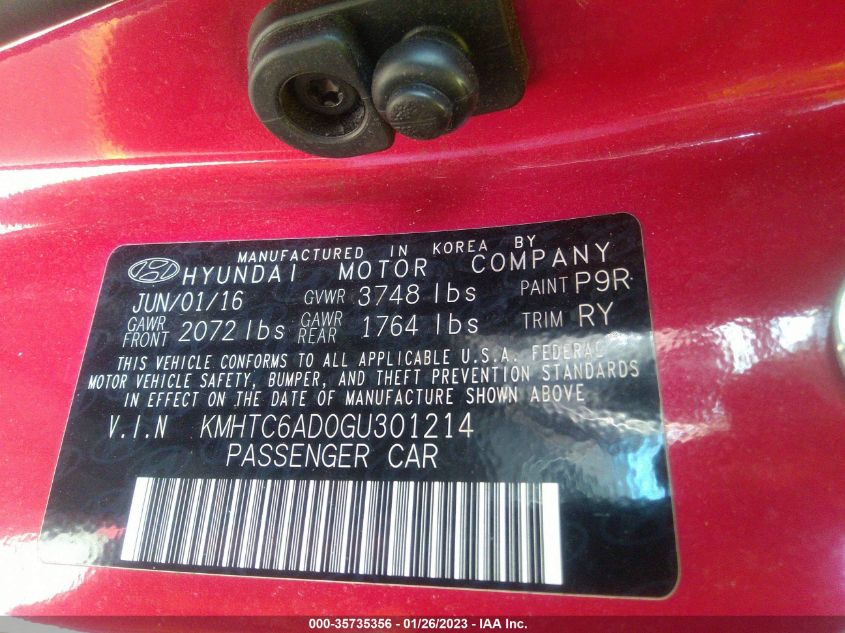 MANUFACTURED IN KOREA BY
HYUNDAI MOTOR COMPANY
JUN/01/16 GVWR 3748 lbs PAINT P9R
GAWR FRONT 2072 lbs GAWR REAR 1764 lbs TRIM RY
THIS VEHICLE CONFORMS TO ALL APPLICABLE U.S.A. FEDERAL
MOTOR VEHICLE SAFETY, BUMPER, AND THEFT PREVENTION STANDARDS
IN EFFECT ON THE DATE OF MANUFACTURE SHOWN ABOVE
V.I.N KMHTC6AD0GU301214
PASSENGER CAR
000-35735356 - 01/26/2023 - IAA Inc.